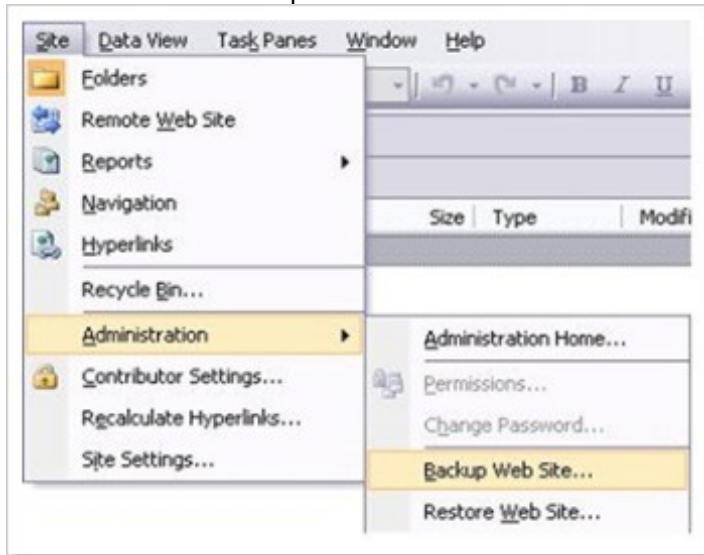 Site Data View Task Panes Window Help
Folders
B I U
Remote Web Site
Reports
Navigation
Size Type Modifi
Hyperlinks
Recycle Bin...
Administration
Administration Home...
Contributor Settings...
Permissions...
Recalculate Hyperlinks...
Change Password...
Site Settings...
Backup Web Site...
Restore Web Site...